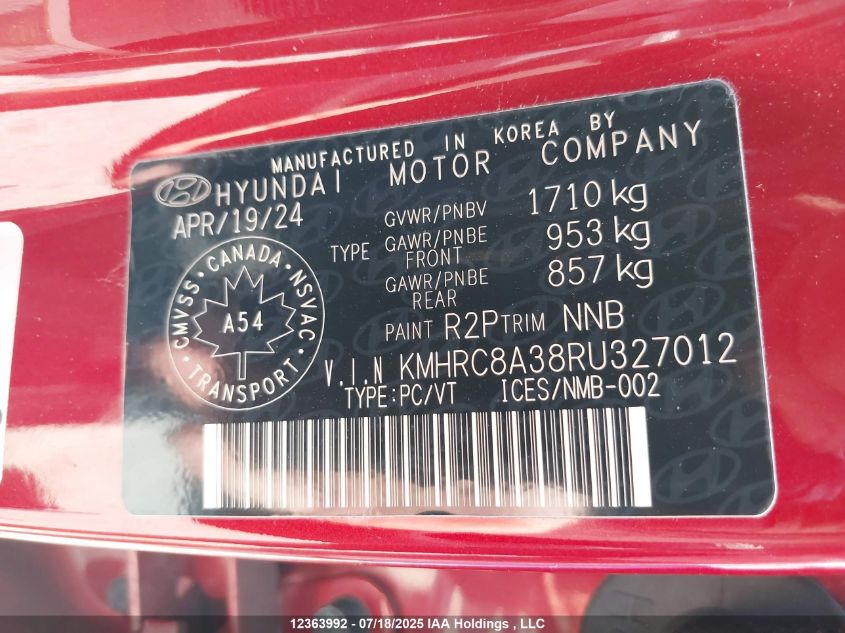 MANUFACTURED IN KOREA BY
HYUNDAI MOTOR COMPANY
APR/19/24
GVWR/PNBV 1710 kg
TYPE GAWR/PNBE FRONT 953 kg
GAWR/PNBE REAR 857 kg
CMVSS · CANADA · NSVAC
A54
TRANSPORT
PAINT R2P TRIM NNB
V.I.N KMHRC8A38RU327012
TYPE:PC/VT ICES/NMB-002
12363992 - 07/18/2025 IAA Holdings , LLC